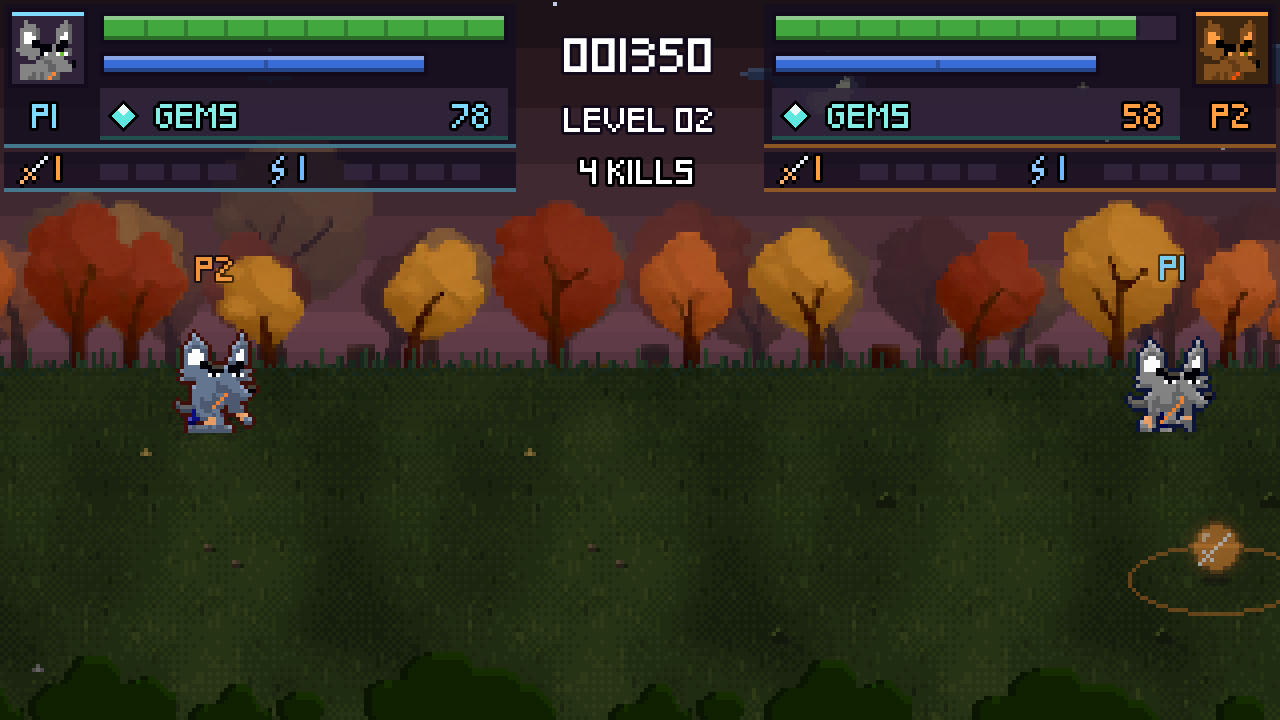 P1 GEMS 78
1 1
001350
LEVEL 02
4 KILLS
GEMS 58 P2
1 1
P2
P1